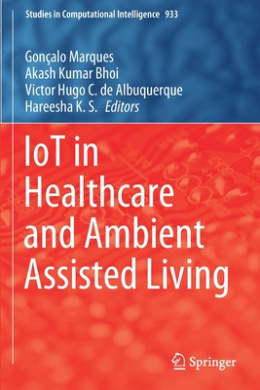 Studies in Computational Intelligence 933
Gonçalo Marques
Akash Kumar Bhoi
Victor Hugo C. de Albuquerque
Hareesha K. S. Editors
IoT in
Healthcare
and Ambient
Assisted Living
Springer